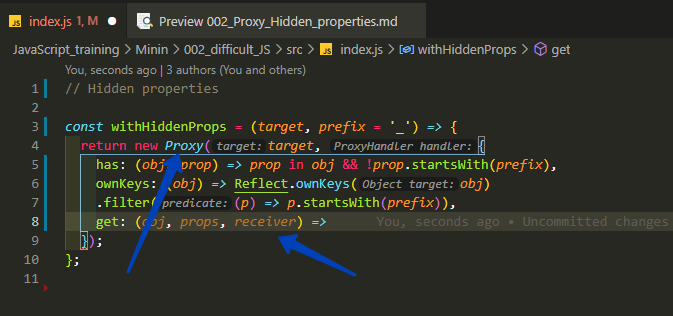 JS index.js 1, M Preview 002_Proxy_Hidden_properties.md
JavaScript_training > Minin > 002_difficult_JS > src > JS index.js > withHiddenProps > get
You, seconds ago | 3 authors (You and others)
1 // Hidden properties
2
3 const withHiddenProps = (target, prefix = '_') => {
4 return new Proxy(target: target, ProxyHandler handler: {
5 has: (obj, prop) => prop in obj && !prop.startsWith(prefix),
6 ownKeys: (obj) => Reflect.ownKeys(Object target: obj)
7 .filter(predicate: (p) => p.startsWith(prefix)),
8 get: (obj, props, receiver) => You, seconds ago • Uncommitted changes
9 });
10 };
11